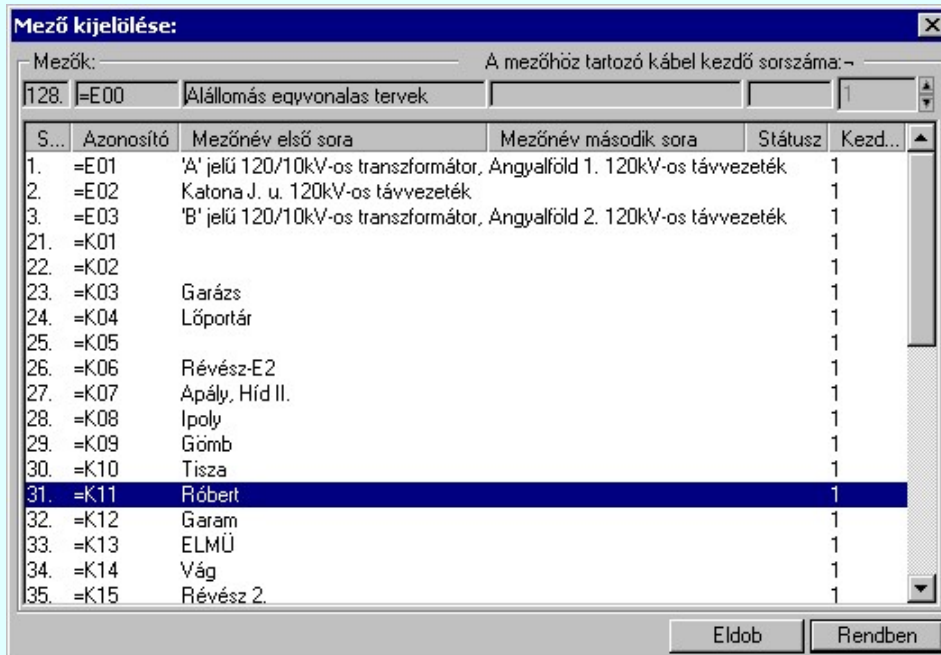 Mező kijelölése:
Mezők: A mezőhöz tartozó kábel kezdő sorszáma:¬
128. =E00 Alállomás egyvonalas tervek 1
S... Azonosító Mezőnév első sora Mezőnév második sora Státusz Kezd...
1. =E01 'A' jelű 120/10kV-os transzformátor, Angyalföld 1. 120kV-os távvezeték 1
2. =E02 Katona J. u. 120kV-os távvezeték 1
3. =E03 'B' jelű 120/10kV-os transzformátor, Angyalföld 2. 120kV-os távvezeték 1
21. =K01 1
22. =K02 1
23. =K03 Garázs 1
24. =K04 Lőportár 1
25. =K05 1
26. =K06 Révész-E2 1
27. =K07 Apály, Híd II. 1
28. =K08 Ipoly 1
29. =K09 Gömb 1
30. =K10 Tisza 1
31. =K11 Róbert 1
32. =K12 Garam 1
33. =K13 ELMÜ 1
34. =K14 Vág 1
35. =K15 Révész 2. 1
Eldob Rendben